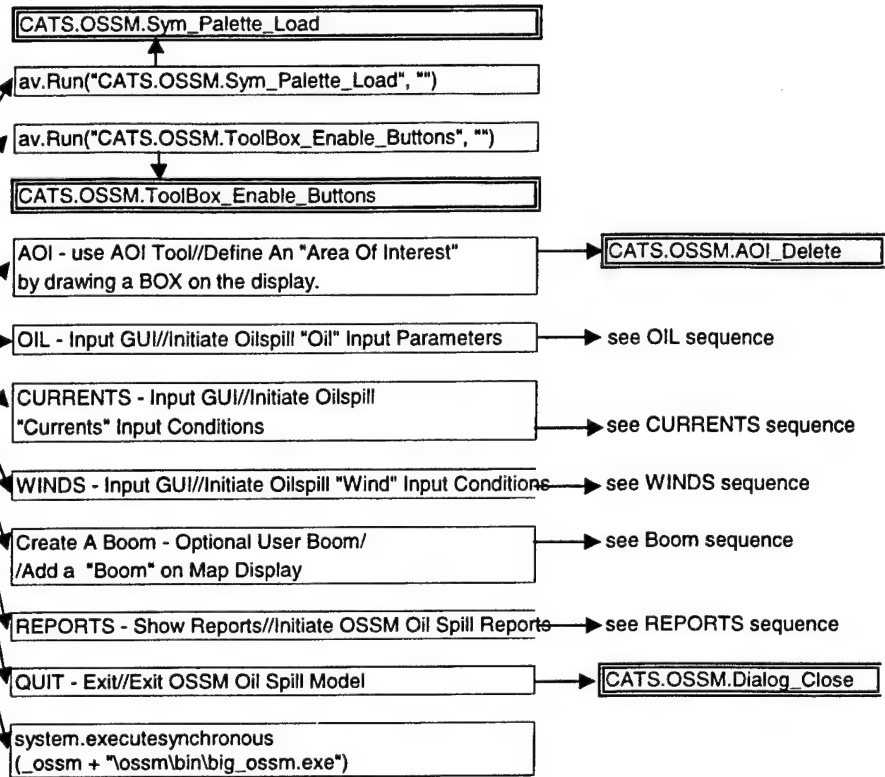 CATS.OSSM.Sym_Palette_Load
av.Run("CATS.OSSM.Sym_Palette_Load", "")
av.Run("CATS.OSSM.ToolBox_Enable_Buttons", "")
CATS.OSSM.ToolBox_Enable_Buttons
AOI - use AOI Tool//Define An "Area Of Interest"
by drawing a BOX on the display.
CATS.OSSM.AOI_Delete
OIL - Input GUI//Initiate Oilspill "Oil" Input Parameters
see OIL sequence
CURRENTS - Input GUI//Initiate Oilspill
"Currents" Input Conditions
see CURRENTS sequence
WINDS - Input GUI//Initiate Oilspill "Wind" Input Conditions
see WINDS sequence
Create A Boom - Optional User Boom/
/Add a "Boom" on Map Display
see Boom sequence
REPORTS - Show Reports//Initiate OSSM Oil Spill Reports
see REPORTS sequence
QUIT - Exit//Exit OSSM Oil Spill Model
CATS.OSSM.Dialog_Close
system.executesynchronous
(_ossm + "\ossm\bin\big_ossm.exe")